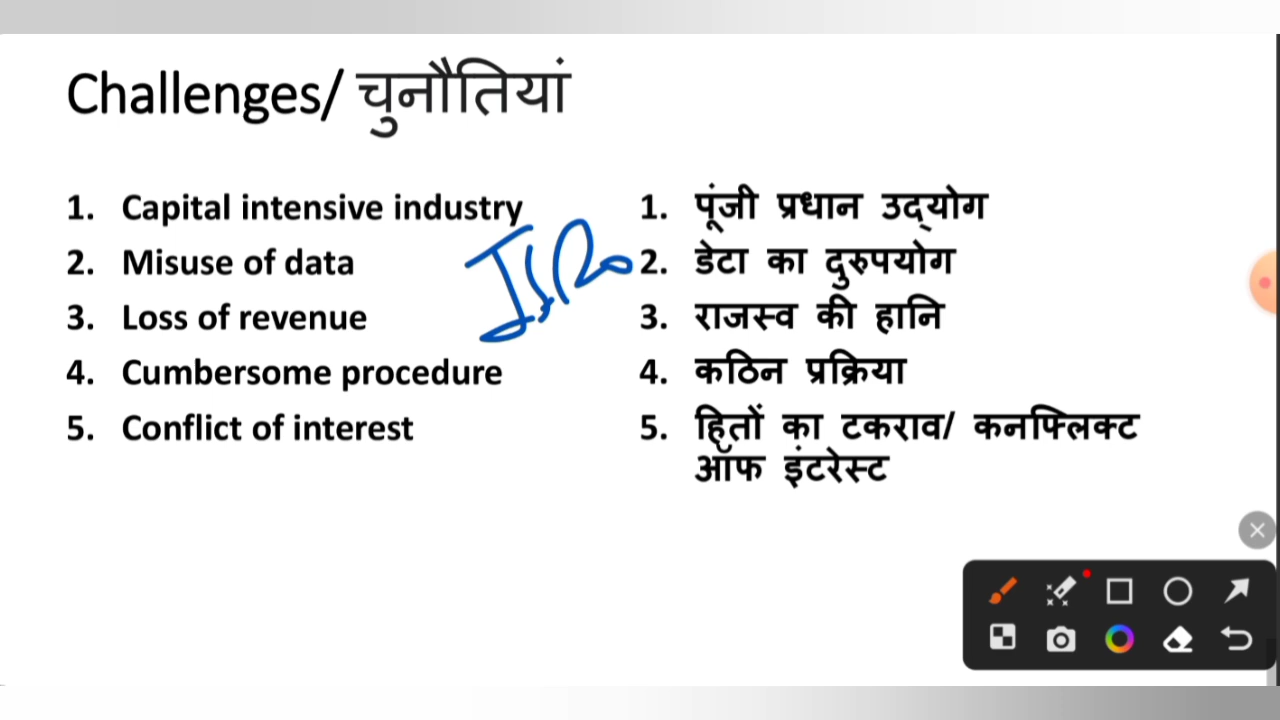 Challenges/ चुनौतियां
1. Capital intensive industry
2. Misuse of data
3. Loss of revenue
4. Cumbersome procedure
5. Conflict of interest
ISRo
1. पूंजी प्रधान उद्योग
2. डेटा का दुरुपयोग
3. राजस्व की हानि
4. कठिन प्रक्रिया
5. हितों का टकराव/ कनफ्लिक्ट
ऑफ इंटरेस्ट